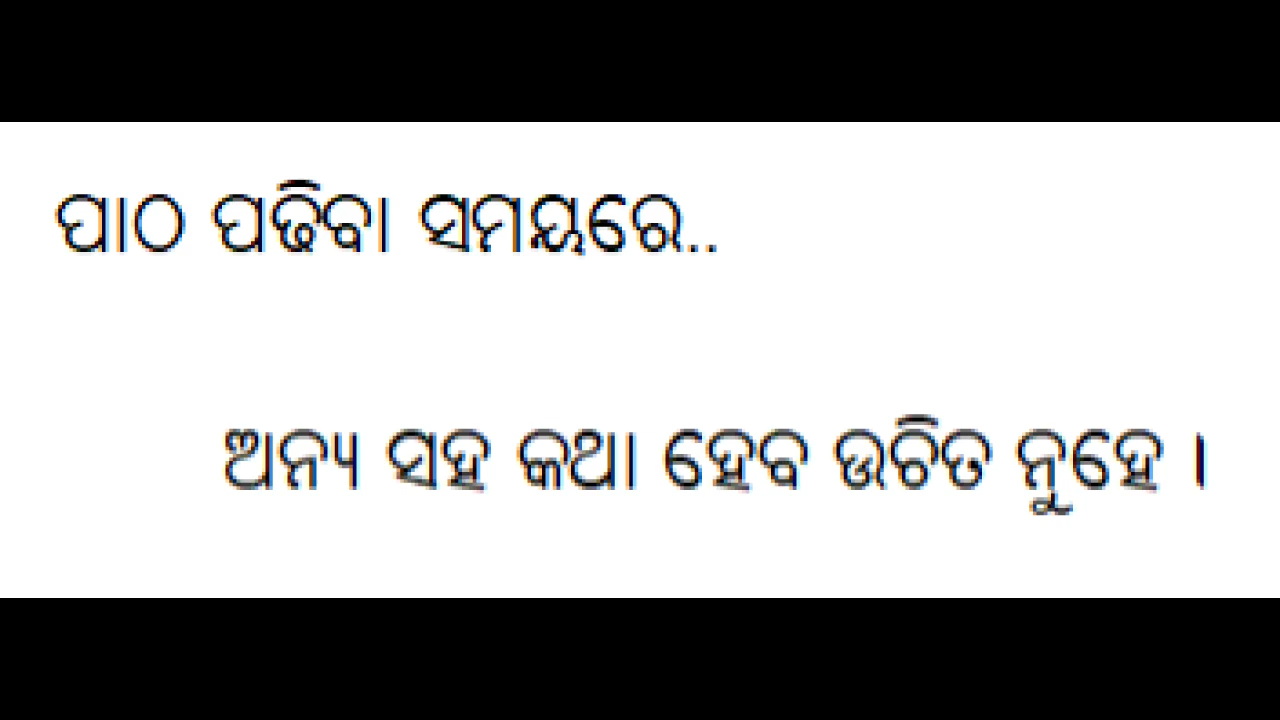 ପାଠ ପଢିବା ସମୟରେ..
ଅନ୍ୟ ସହ କଥା ହେବ ଉଚିତ ନୁହେ ।